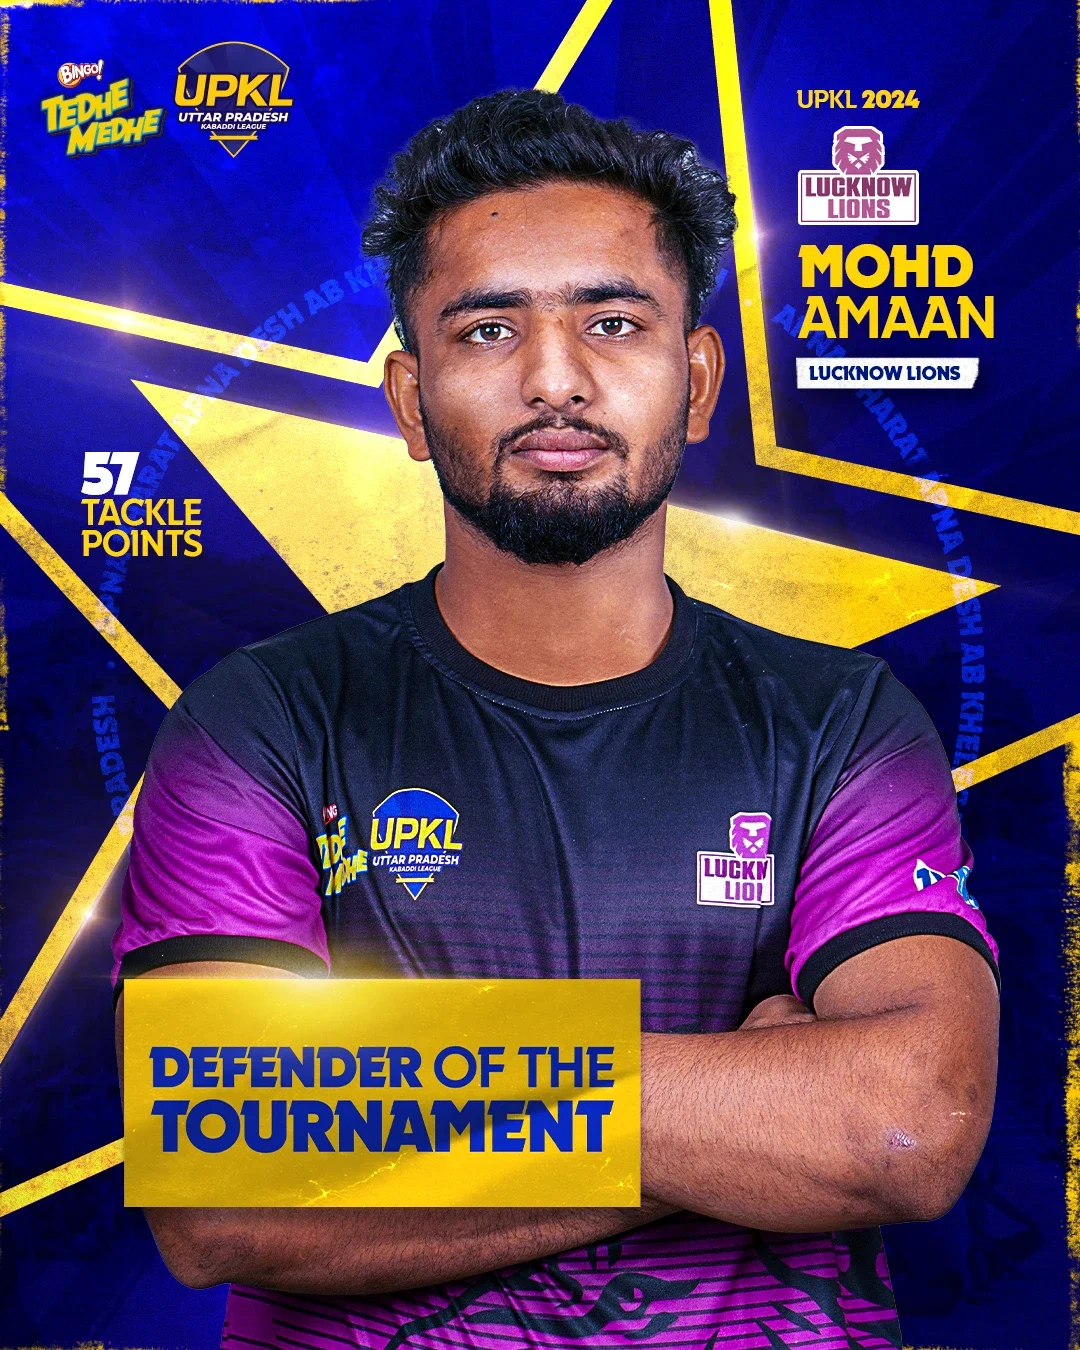 BINGO!
TEDHE
MEDHE
UPKL
UTTAR PRADESH
KABADDI LEAGUE
UPKL 2024
LUCKNOW
LIONS
MOHD
AMAAN
LUCKNOW LIONS
57
TACKLE
POINTS
UPKL
UTTAR PRADESH
KABADDI LEAGUE
DEFENDER OF THE
TOURNAMENT